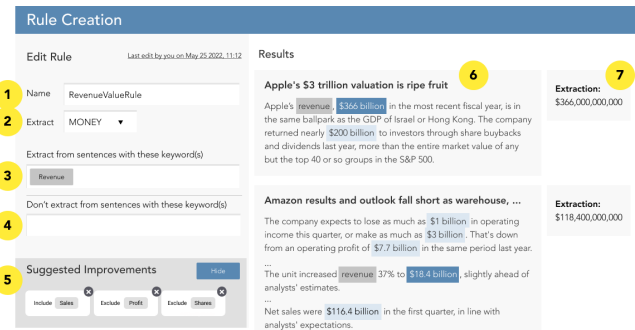 Rule Creation
Edit Rule
Last edit by you on May 25 2022, 11:12
1
Name
RevenueValueRule
2
Extract
MONEY
Extract from sentences with these keyword(s)
3
Revenue
Don't extract from sentences with these keyword(s)
4
Suggested Improvements
Hide
5
Include Sales
Exclude Profit
Exclude Shares
Results
6
Apple's $3 trillion valuation is ripe fruit
Apple's revenue, $366 billion in the most recent fiscal year, is in
the same ballpark as the GDP of Israel or Hong Kong. The company
returned nearly $200 billion to investors through share buybacks
and dividends last year, more than the entire market value of any
but the top 40 or so groups in the S&P 500.
7
Extraction:
$366,000,000,000
Amazon results and outlook fall short as warehouse, ...
The company expects to lose as much as $1 billion in operating
income this quarter, or make as much as $3 billion. That's down
from an operating profit of $7.7 billion in the same period last year.
...
The unit increased revenue 37% to $18.4 billion, slightly ahead of
analysts' estimates.
...
Net sales were $116.4 billion in the first quarter, in line with
analysts' expectations.
Extraction:
$118,400,000,000